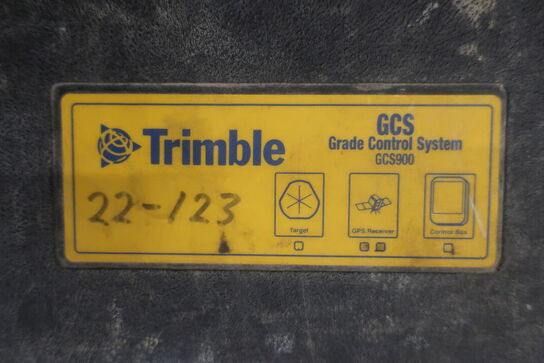 Trimble
GCS
Grade Control System
GCS900
22-123
Target
GPS Receiver
Control Box